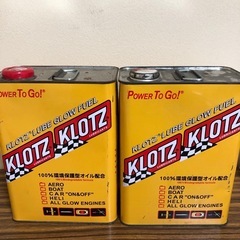 POWER TO GO!
KLOTZ "LUBE GLOW FUEL
KLOTZ
KLOTZ
100%環境保護型オイル配合
AERO
BOAT
CAR "ON&OFF"
HELI
ALL GLOW ENGINES
Power To Go!
KLOTZ "LUBE GLOW FUEL
KLOTZ
KLOTZ
100%環境保護型オイル配合
AERO
BOAT
CAR "ON&OFF"
HELI
ALL GLOW ENGINES